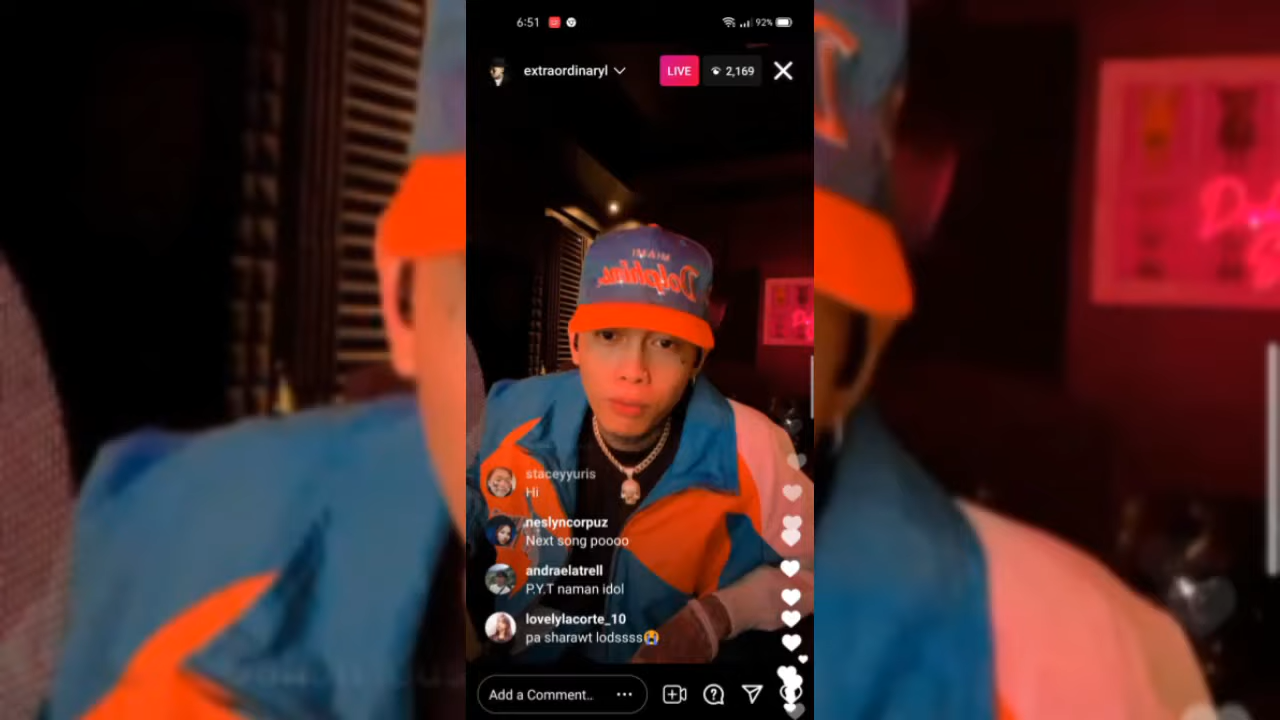 6:51
92%
extraordinaryl
LIVE
2,169
MIAMI
Dolphins
staceyyuris
Hi
neslyncorpuz
Next song poooo
andraelatrell
P.Y.T naman idol
lovelylacorte_10
pa sharawt lodssss😭
Add a Comment..